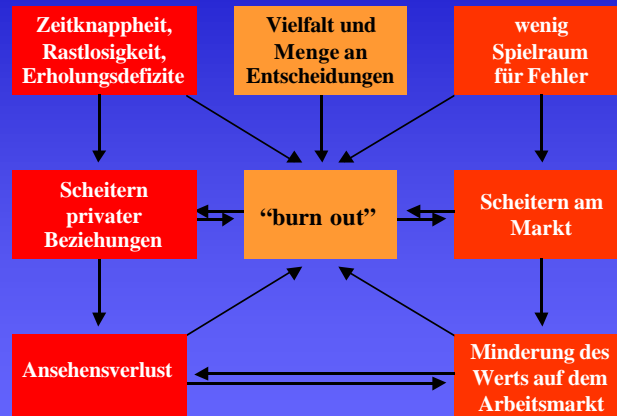 Zeitknappheit,
Rastlosigkeit,
Erholungsdefizite
Vielfalt und
Menge an
Entscheidungen
wenig
Spielraum
für Fehler
Scheitern
privater
Beziehungen
“burn out”
Scheitern am
Markt
Ansehensverlust
Minderung des
Werts auf dem
Arbeitsmarkt